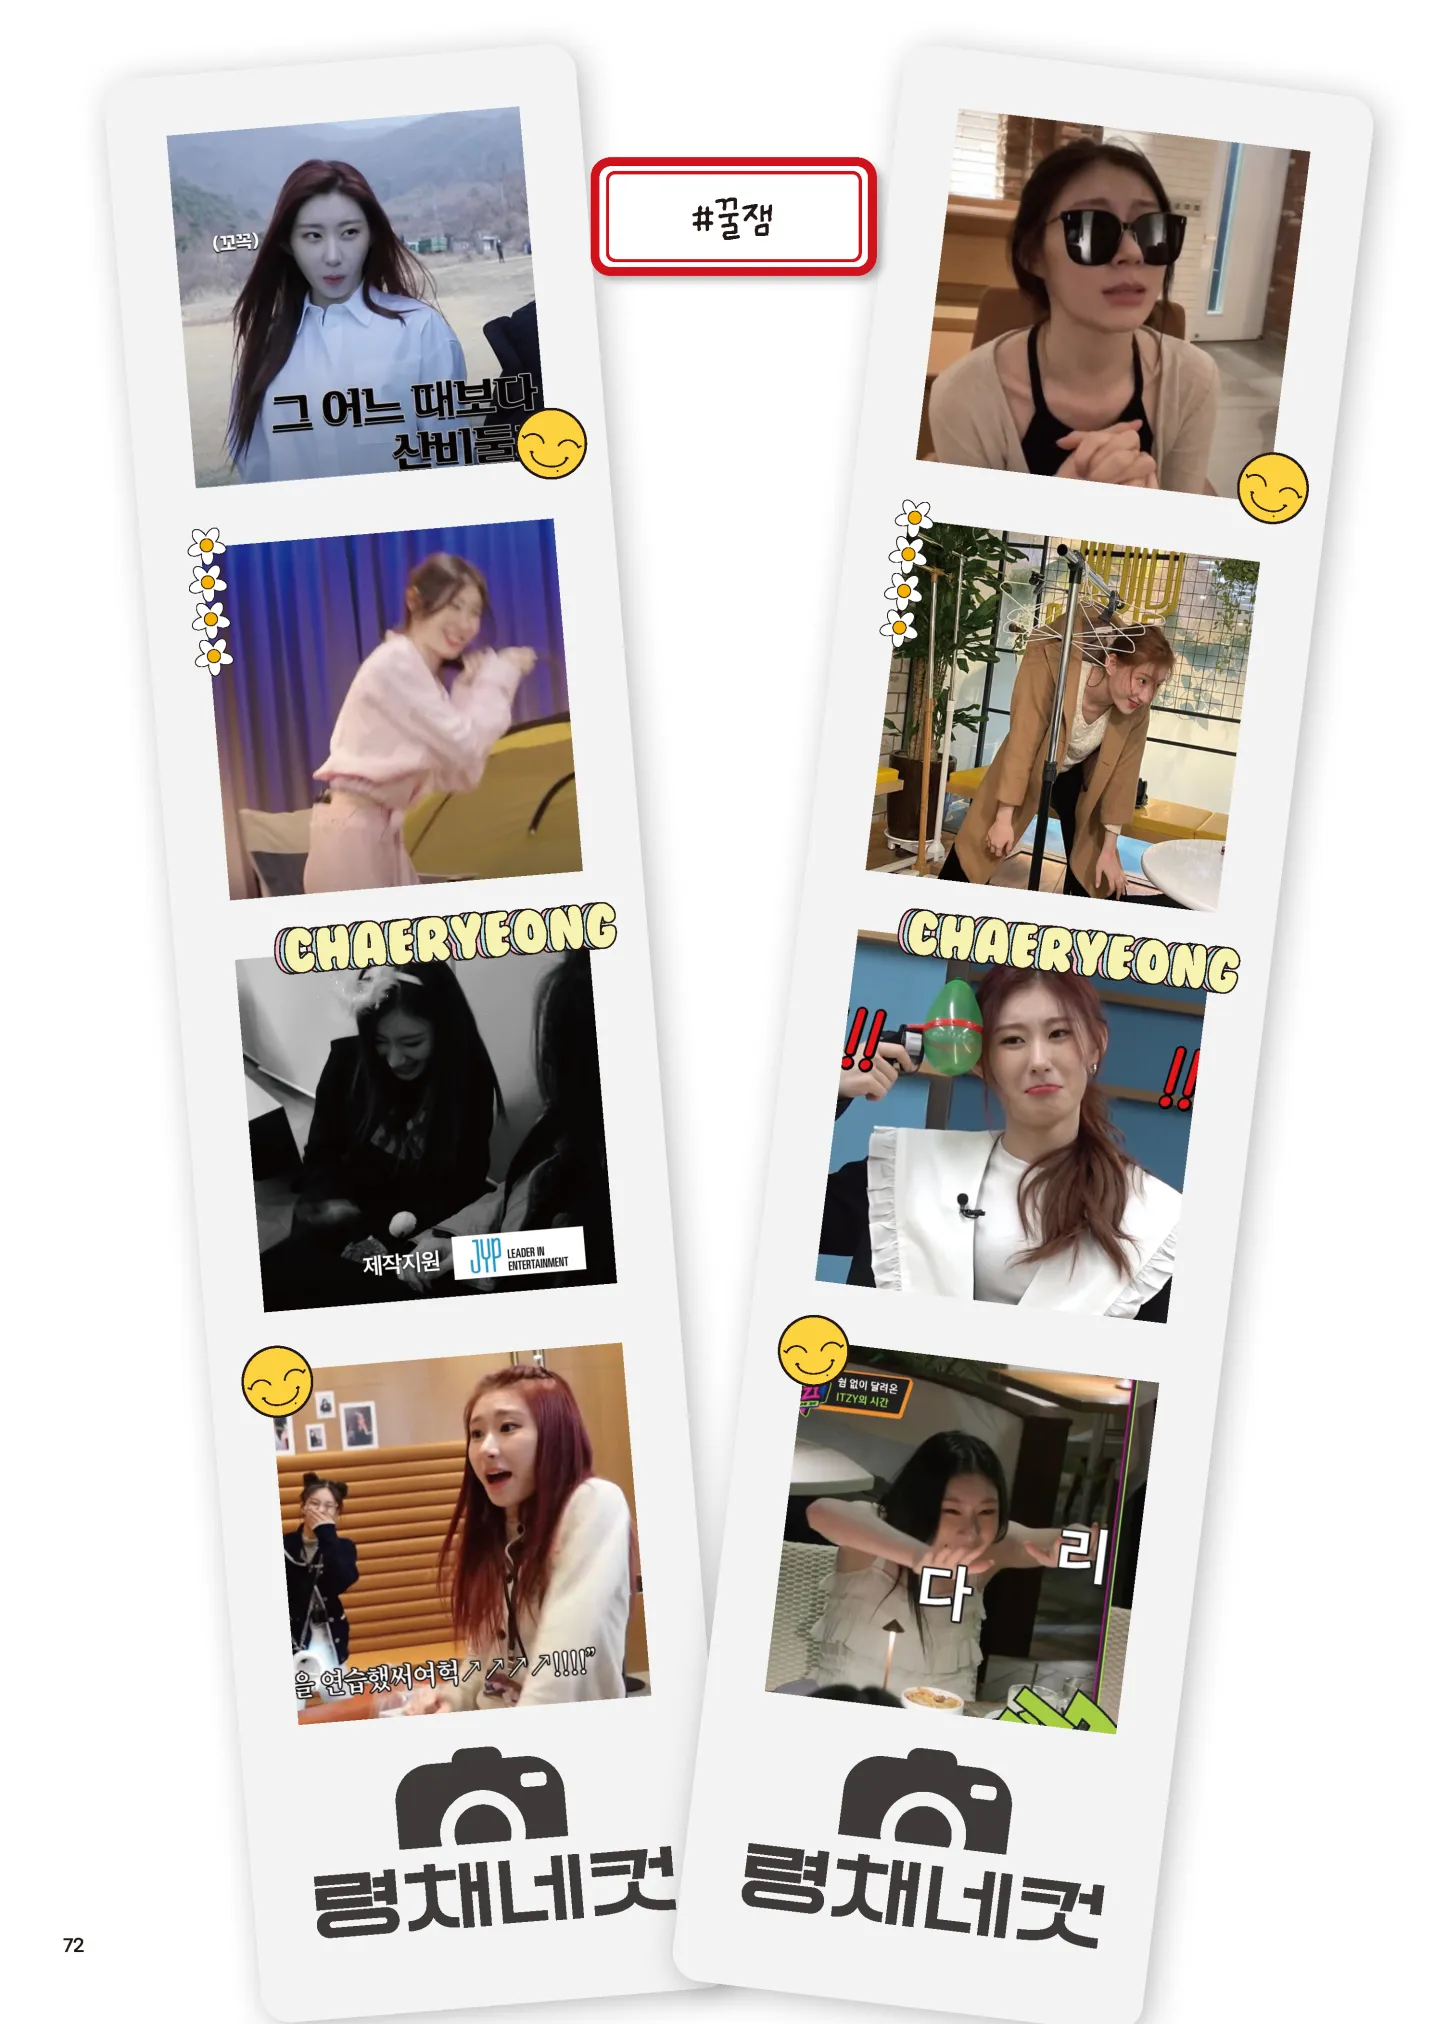 #꿀잼
(꼬꼭)
그 어느 때보다
산비둘
CHAERYEONG
제작지원
JYP
LEADER IN
ENTERTAINMENT
을 연습했써여헉↗↗↗↗!!!!”
령채네컷
CHAERYEONG
!!
!!
쉼 없이 달려온
ITZY의 시간
다
리
령채네컷
72